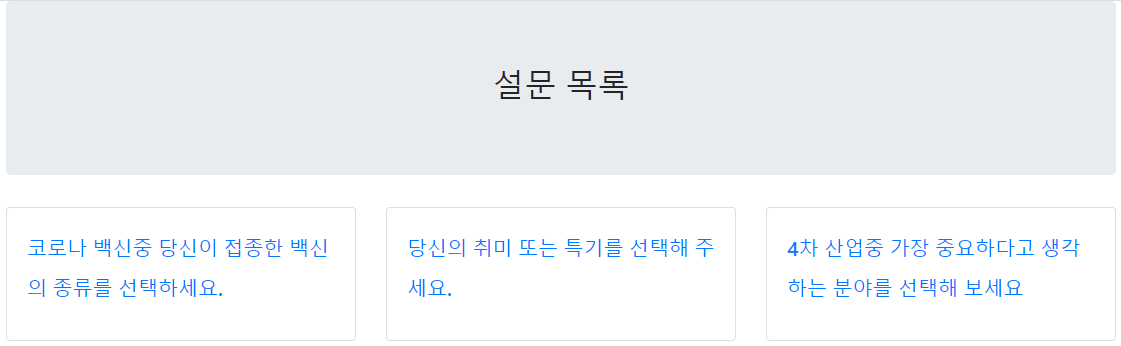 설문 목록
코로나 백신중 당신이 접종한 백신
의 종류를 선택하세요.
당신의 취미 또는 특기를 선택해 주
세요.
4차 산업중 가장 중요하다고 생각
하는 분야를 선택해 보세요